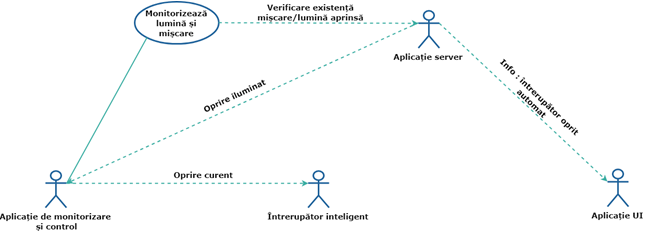 Monitorizează
lumină și
mișcare
Verificare existență
mișcare/lumină aprinsă
Aplicație server
Oprire iluminat
Info : intrerupător oprit
automat
Oprire curent
Aplicație de monitorizare
și control
Întrerupător inteligent
Aplicație UI